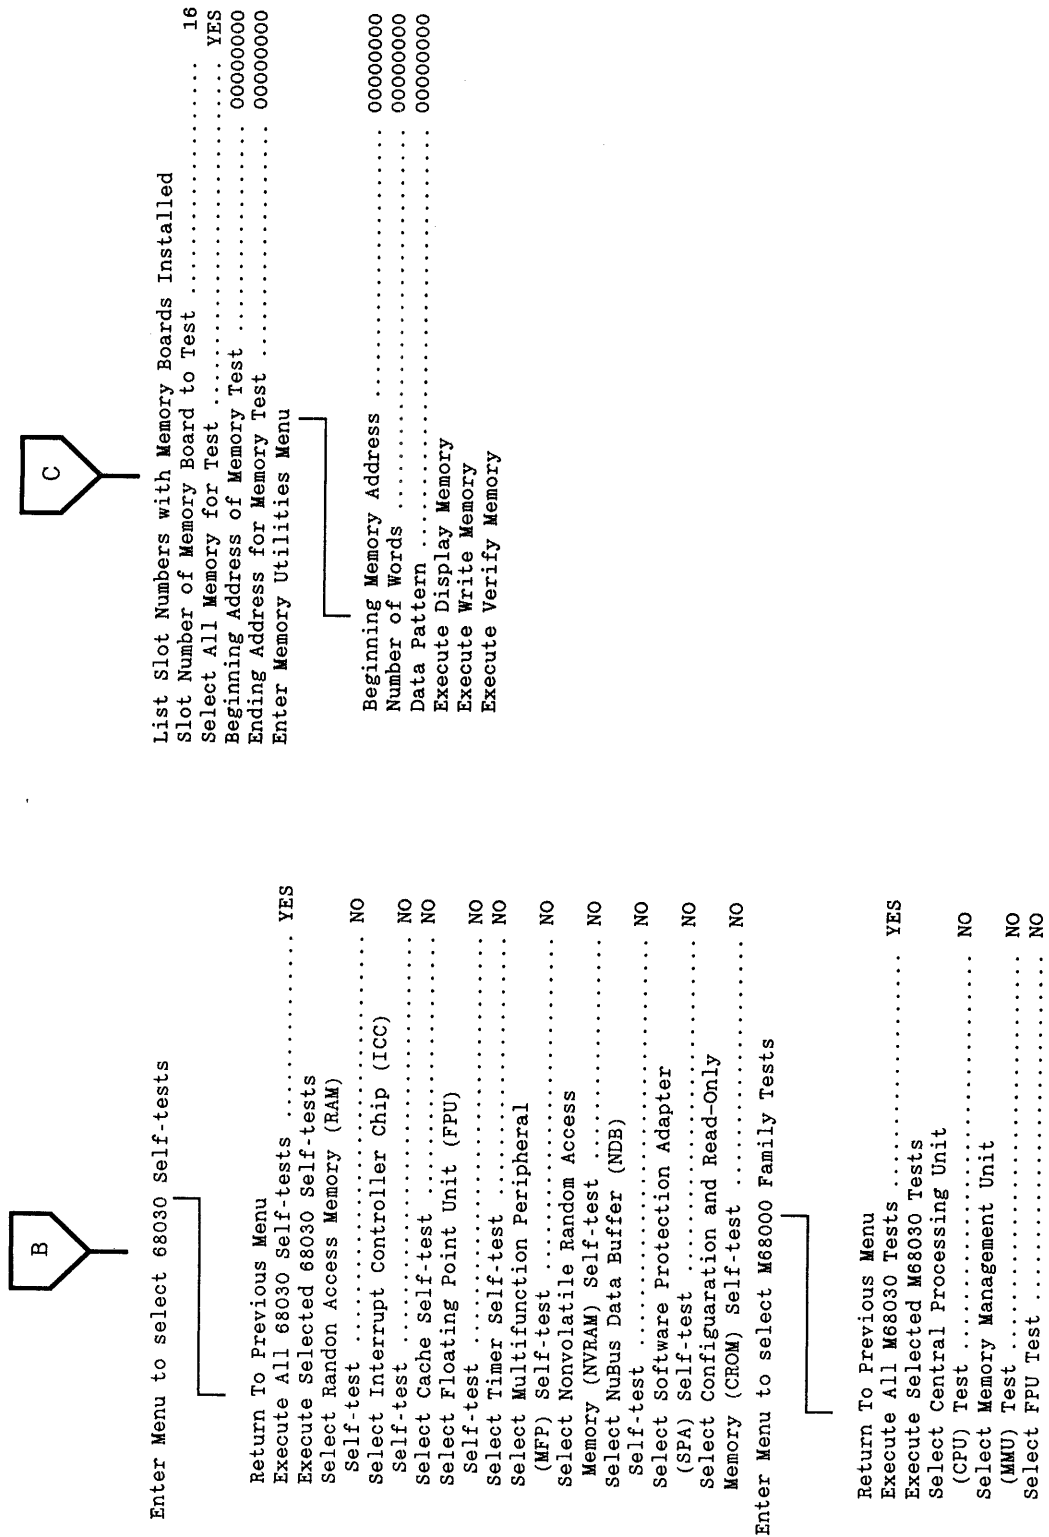 B
Enter Menu to select 68030 Self-tests
Return To Previous Menu
Execute All 68030 Self-tests ................ YES
Execute Selected 68030 Self-tests
Select Randon Access Memory (RAM)
Self-test ............................... NO
Select Interrupt Controller Chip (ICC)
Self-test ............................... NO
Select Cache Self-test ..................... NO
Select Floating Point Unit (FPU)
Self-test ............................... NO
Select Timer Self-test ..................... NO
Select Multifunction Peripheral
(MFP) Self-test ......................... NO
Select Nonvolatile Random Access
Memory (NVRAM) Self-test ................ NO
Select NuBus Data Buffer (NDB)
Self-test ............................... NO
Select Software Protection Adapter
(SPA) Self-test ......................... NO
Select Configuaration and Read-Only
Memory (CROM) Self-test ................. NO
Enter Menu to select M68000 Family Tests
Return To Previous Menu
Execute All M68030 Tests .................... YES
Execute Selected M68030 Tests
Select Central Processing Unit
(CPU) Test .............................. NO
Select Memory Management Unit
(MMU) Test .............................. NO
Select FPU Test ............................ NO
C
List Slot Numbers with Memory Boards Installed
Slot Number of Memory Board to Test ..................... 16
Select All Memory for Test .............................. YES
Beginning Address of Memory Test .................. 00000000
Ending Address for Memory Test .................... 00000000
Enter Memory Utilities Menu
Beginning Memory Address .......................... 00000000
Number of Words ................................... 00000000
Data Pattern ...................................... 00000000
Execute Display Memory
Execute Write Memory
Execute Verify Memory